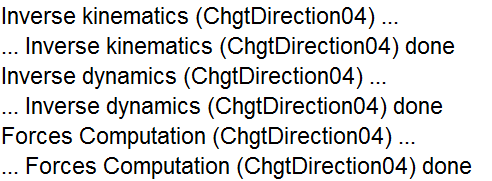 Inverse kinematics (ChgtDirection04) ...
... Inverse kinematics (ChgtDirection04) done
Inverse dynamics (ChgtDirection04) ...
... Inverse dynamics (ChgtDirection04) done
Forces Computation (ChgtDirection04) ...
... Forces Computation (ChgtDirection04) done